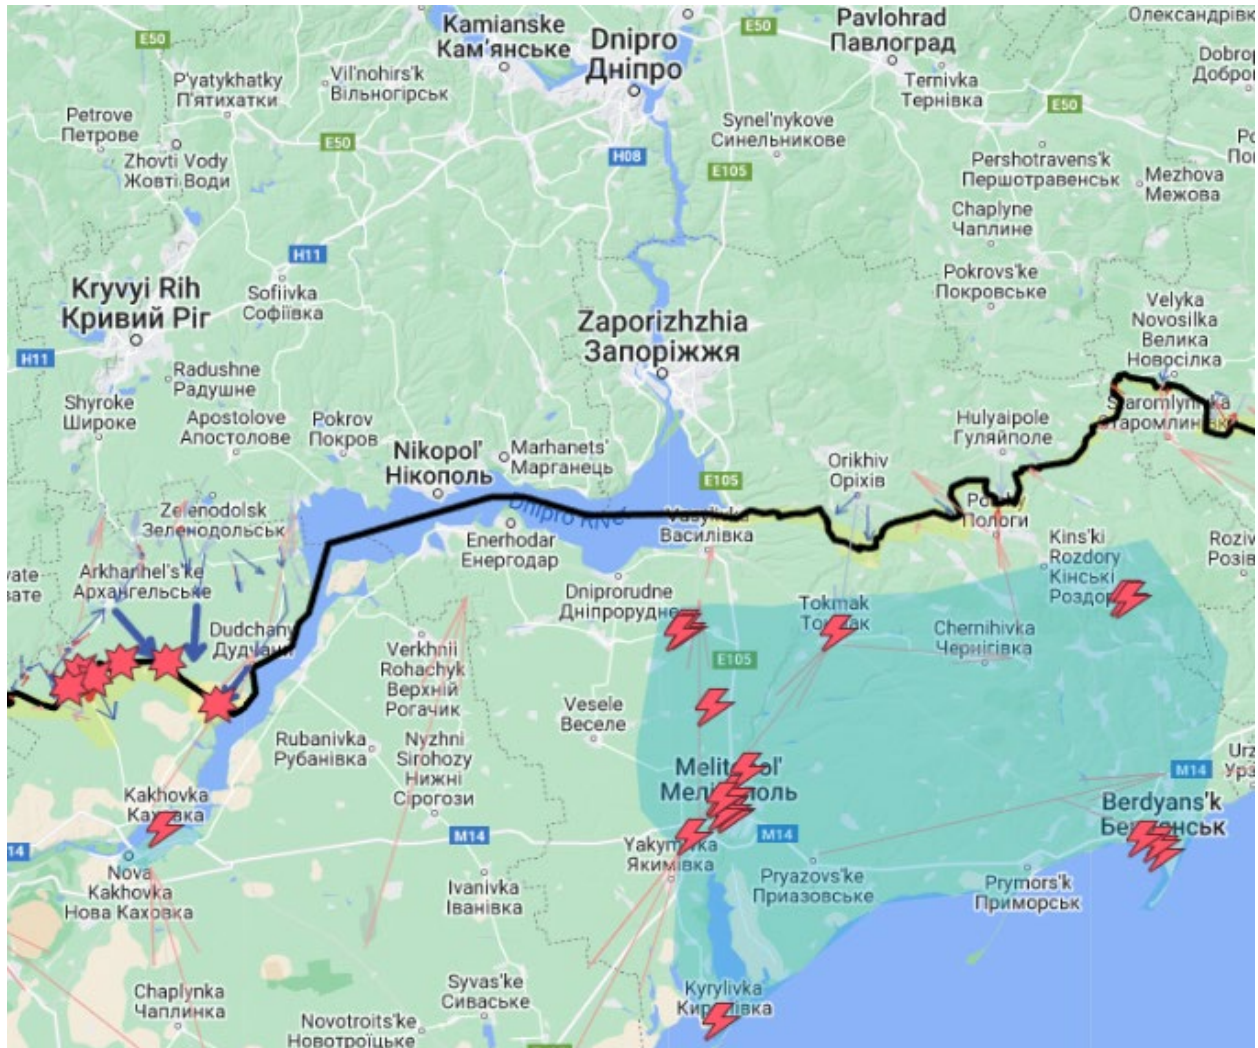 E50
Kamianske
Кам'янське
Dnipro
Дніпро
Pavlohrad
Павлоград
Олександрівк
P'yatykhatky
П'ятихатки
Vil'nohirs'k
Вільногірськ
Ternivka
Тернівка
E50
Petrove
Петрове
E50
Zhovti Vody
Жовті Води
H08
Synel'nykove
Синельникове
E105
Pershotravens'k
Першотравенськ
Mezhova
Межова
Chaplyne
Чаплине
H11
Kryvyi Rih
Кривий Ріг
Sofiivka
Софіївка
Pokrovs'ke
Покровське
Velyka
Novosilka
Велика
Новосілка
Zaporizhzhia
Запоріжжя
H11
Radushne
Радушне
Shyroke
Широке
Apostolove
Апостолове
Pokrov
Покров
Nikopol'
Нікополь
Marhanets'
Марганець
Hulyaipole
Гуляйполе
Orikhiv
Оріхів
E105
Zelenodolsk
Зеленодольськ
Enerhodar
Енергодар
Василівка
Пологи
Kins'ki
Rozdory
Кінські
Arkhanhel's'ke
Архангельське
Dniprorudne
Дніпрорудне
Tokmak
Chernihivka
Чернігівка
Dudchany
Verkhnii
Rohachyk
Верхній
Рогачик
E105
Vesele
Веселе
Rubanivka
Рубанівка
Nyzhni
Sirohozy
Нижні
Сірогози
M14
Kakhovka
Berdyans'k
M14
M14
Якимівка
Nova
Kakhovka
Нова Каховка
Ivanivka
Іванівка
Pryazovs'ke
Приазовське
Prymors'k
Приморськ
Chaplynka
Чаплинка
Syvas'ke
Сиваське
Kyrylivka
Novotroits'ke
Новотроїцьке